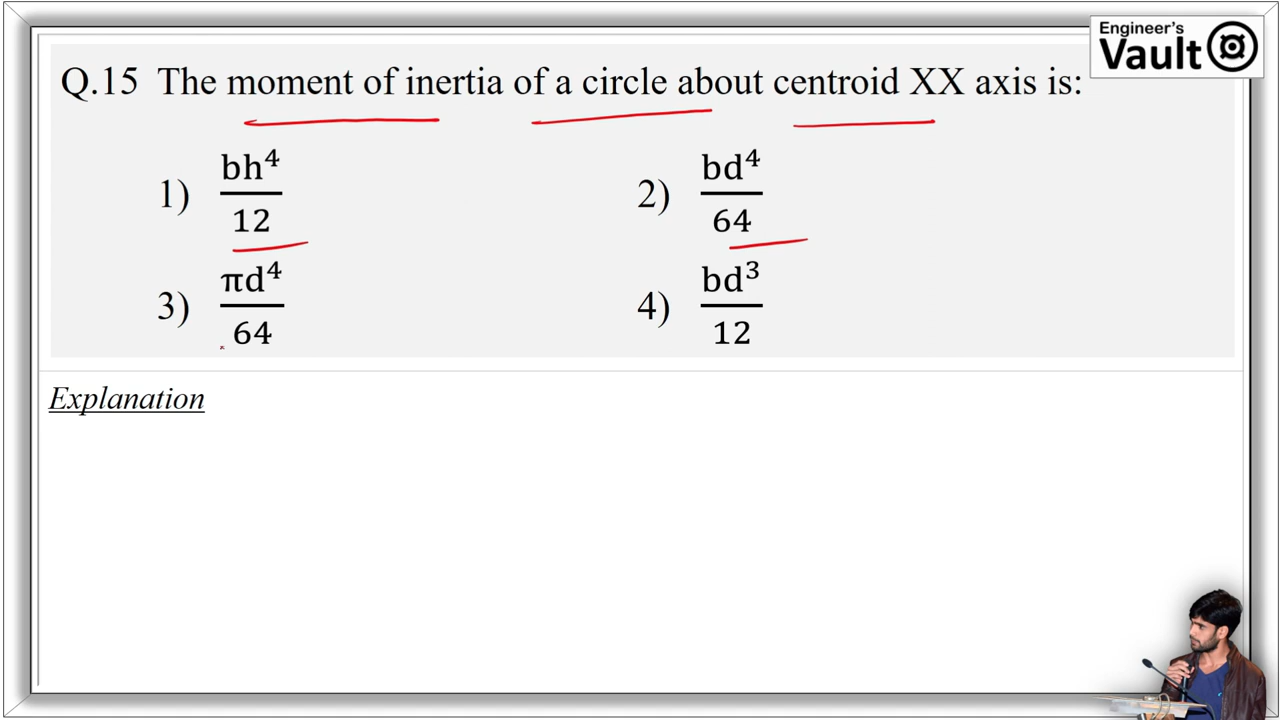 Engineer's
Vault
Q.15 The moment of inertia of a circle about centroid XX axis is:
1) bh⁴/12
2) bd⁴/64
3) πd⁴/64
4) bd³/12
Explanation